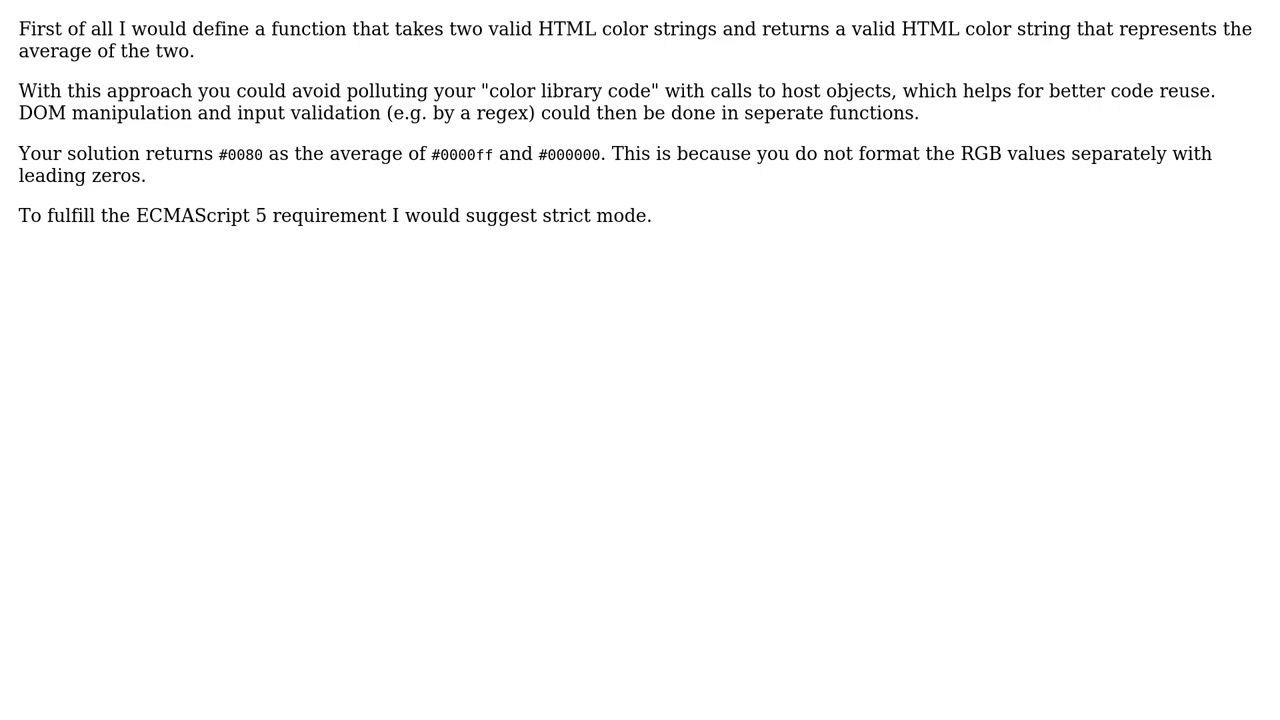 First of all I would define a function that takes two valid HTML color strings and returns a valid HTML color string that represents the
average of the two.
With this approach you could avoid polluting your "color library code" with calls to host objects, which helps for better code reuse.
DOM manipulation and input validation (e.g. by a regex) could then be done in seperate functions.
Your solution returns #0080 as the average of #0000ff and #000000. This is because you do not format the RGB values separately with
leading zeros.
To fulfill the ECMAScript 5 requirement I would suggest strict mode.